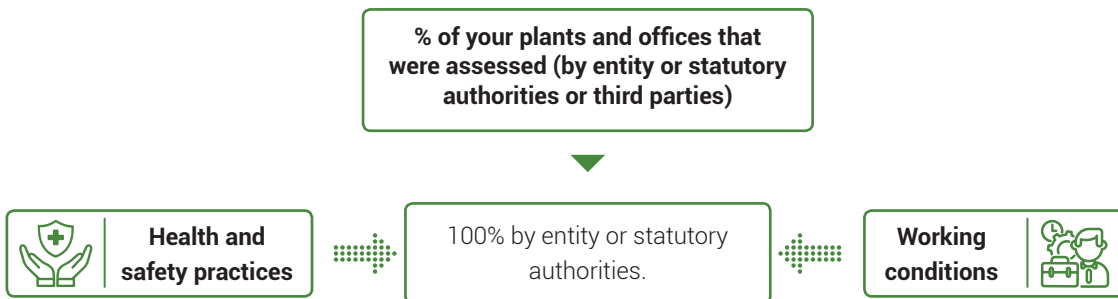 % of your plants and offices that
were assessed (by entity or statutory
authorities or third parties)
Health and
safety practices
100% by entity or statutory
authorities.
Working
conditions